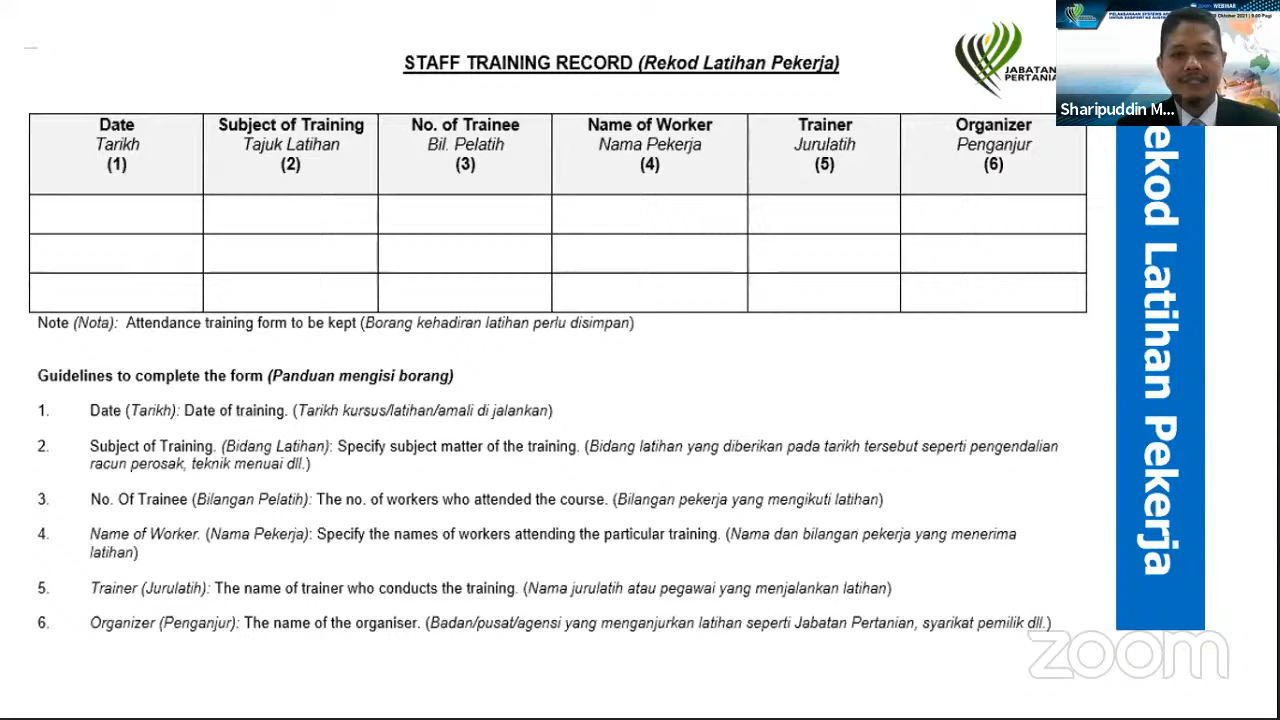 WEBINAR
STAFF TRAINING RECORD (Rekod Latihan Pekerja)
JABATAN
PERTANIA
Sharipuddin M...
Date
Tarikh
(1)
Subject of Training
Tajuk Latihan
(2)
No. of Trainee
Bil. Pelatih
(3)
Name of Worker
Nama Pekerja
(4)
Trainer
Jurulatih
(5)
Organizer
Penganjur
(6)
Note (Nota): Attendance training form to be kept (Borang kehadiran latihan perlu disimpan)
Guidelines to complete the form (Panduan mengisi borang)
1. Date (Tarikh): Date of training. (Tarikh kursus/latihan/amali di jalankan)
2. Subject of Training. (Bidang Latihan): Specify subject matter of the training. (Bidang latihan yang diberikan pada tarikh tersebut seperti pengendalian
racun perosak, teknik menuai dll.)
3. No. Of Trainee (Bilangan Pelatih): The no. of workers who attended the course. (Bilangan pekerja yang mengikuti latihan)
4. Name of Worker. (Nama Pekerja): Specify the names of workers attending the particular training. (Nama dan bilangan pekerja yang menerima
latihan)
5. Trainer (Jurulatih): The name of trainer who conducts the training. (Nama jurulatih atau pegawai yang menjalankan latihan)
6. Organizer (Penganjur): The name of the organiser. (Badan/pusat/agensi yang menganjurkan latihan seperti Jabatan Pertanian, syarikat pemilik dll.)
ekod Latihan Pekerja
zoom